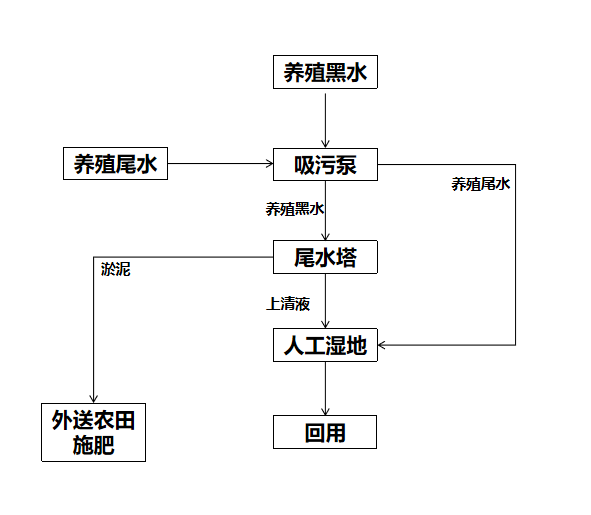 养殖黑水
养殖尾水
吸污泵
养殖尾水
养殖黑水
尾水塔
淤泥
上清液
人工湿地
外送农田
施肥
回用